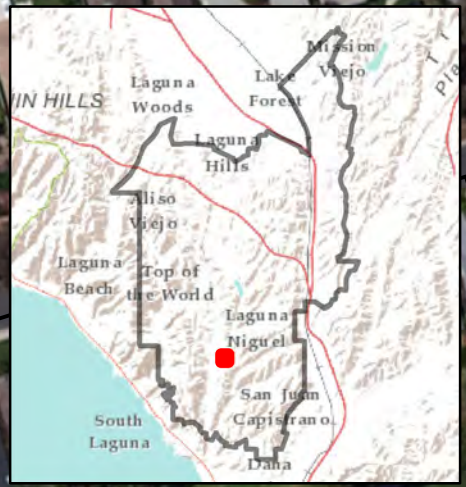 Mission
Viejo
Lake
Forest
Laguna
Woods
IN HILLS
Laguna
Hills
Aliso
Viejo
Laguna
Beach
Top of
the World
Laguna
Niguel
San Juan
Capistrano
South
Laguna
Dana